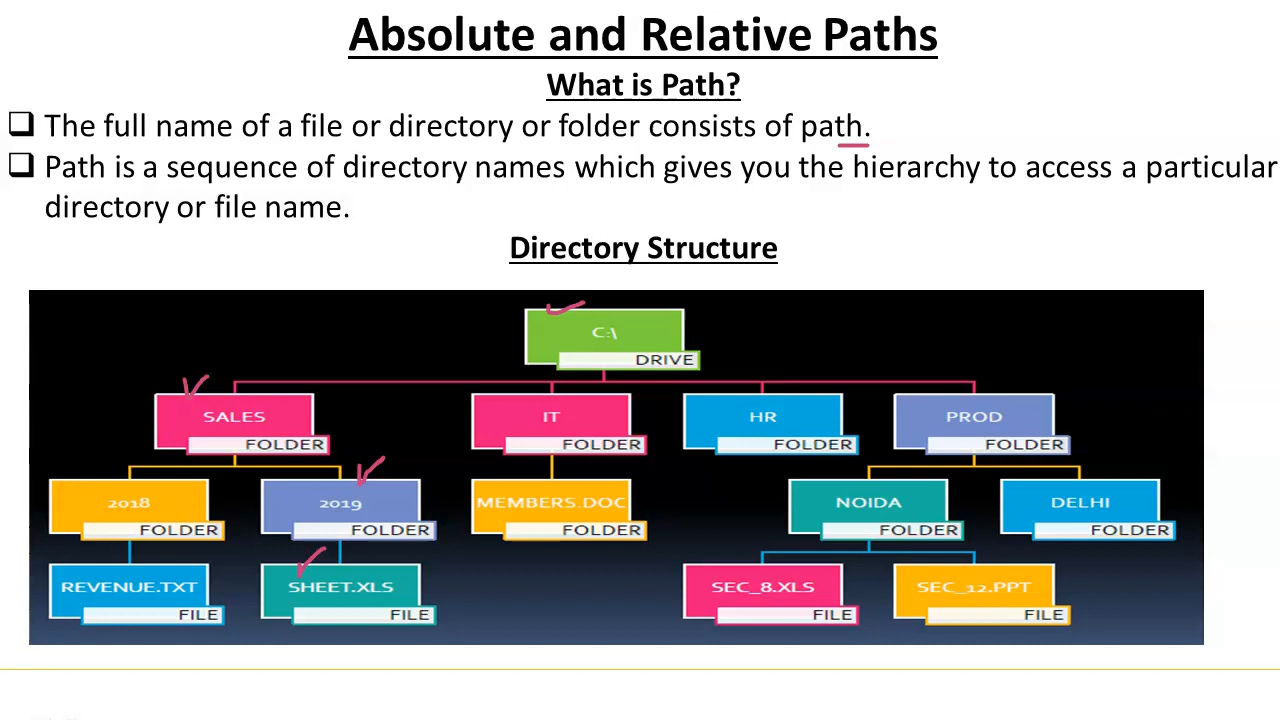 Absolute and Relative Paths
What is Path?
❑ The full name of a file or directory or folder consists of path.
❑ Path is a sequence of directory names which gives you the hierarchy to access a particular
directory or file name.
Directory Structure
C:\
DRIVE
SALES
FOLDER
IT
FOLDER
HR
FOLDER
PROD
FOLDER
2018
FOLDER
2019
FOLDER
MEMBERS.DOC
FOLDER
NOIDA
FOLDER
DELHI
FOLDER
REVENUE.TXT
FILE
SHEET.XLS
FILE
SEC_8.XLS
FILE
SEC_12.PPT
FILE